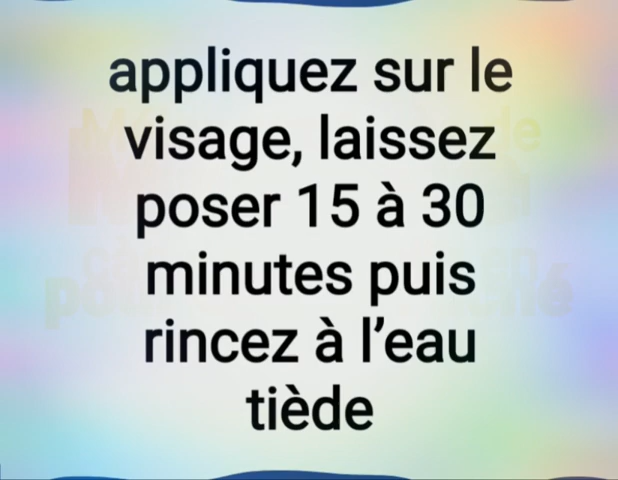 appliquez sur le
visage, laissez
poser 15 à 30
minutes puis
rincez à l’eau
tiède